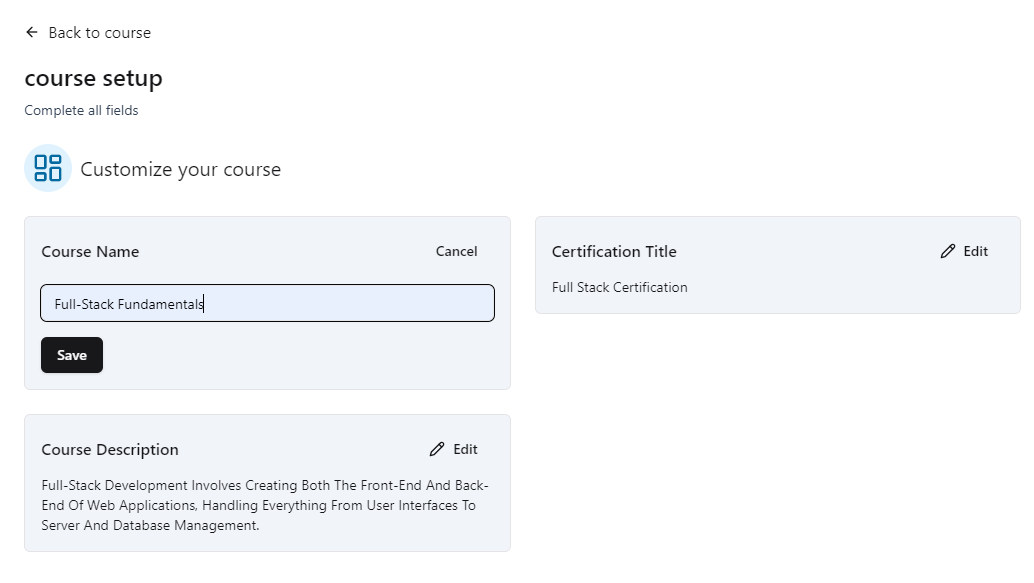 Back to course
course setup
Complete all fields
Customize your course
Course Name
Cancel
Full-Stack Fundamentals
Save
Certification Title
Edit
Full Stack Certification
Course Description
Edit
Full-Stack Development Involves Creating Both The Front-End And Back-
End Of Web Applications, Handling Everything From User Interfaces To
Server And Database Management.